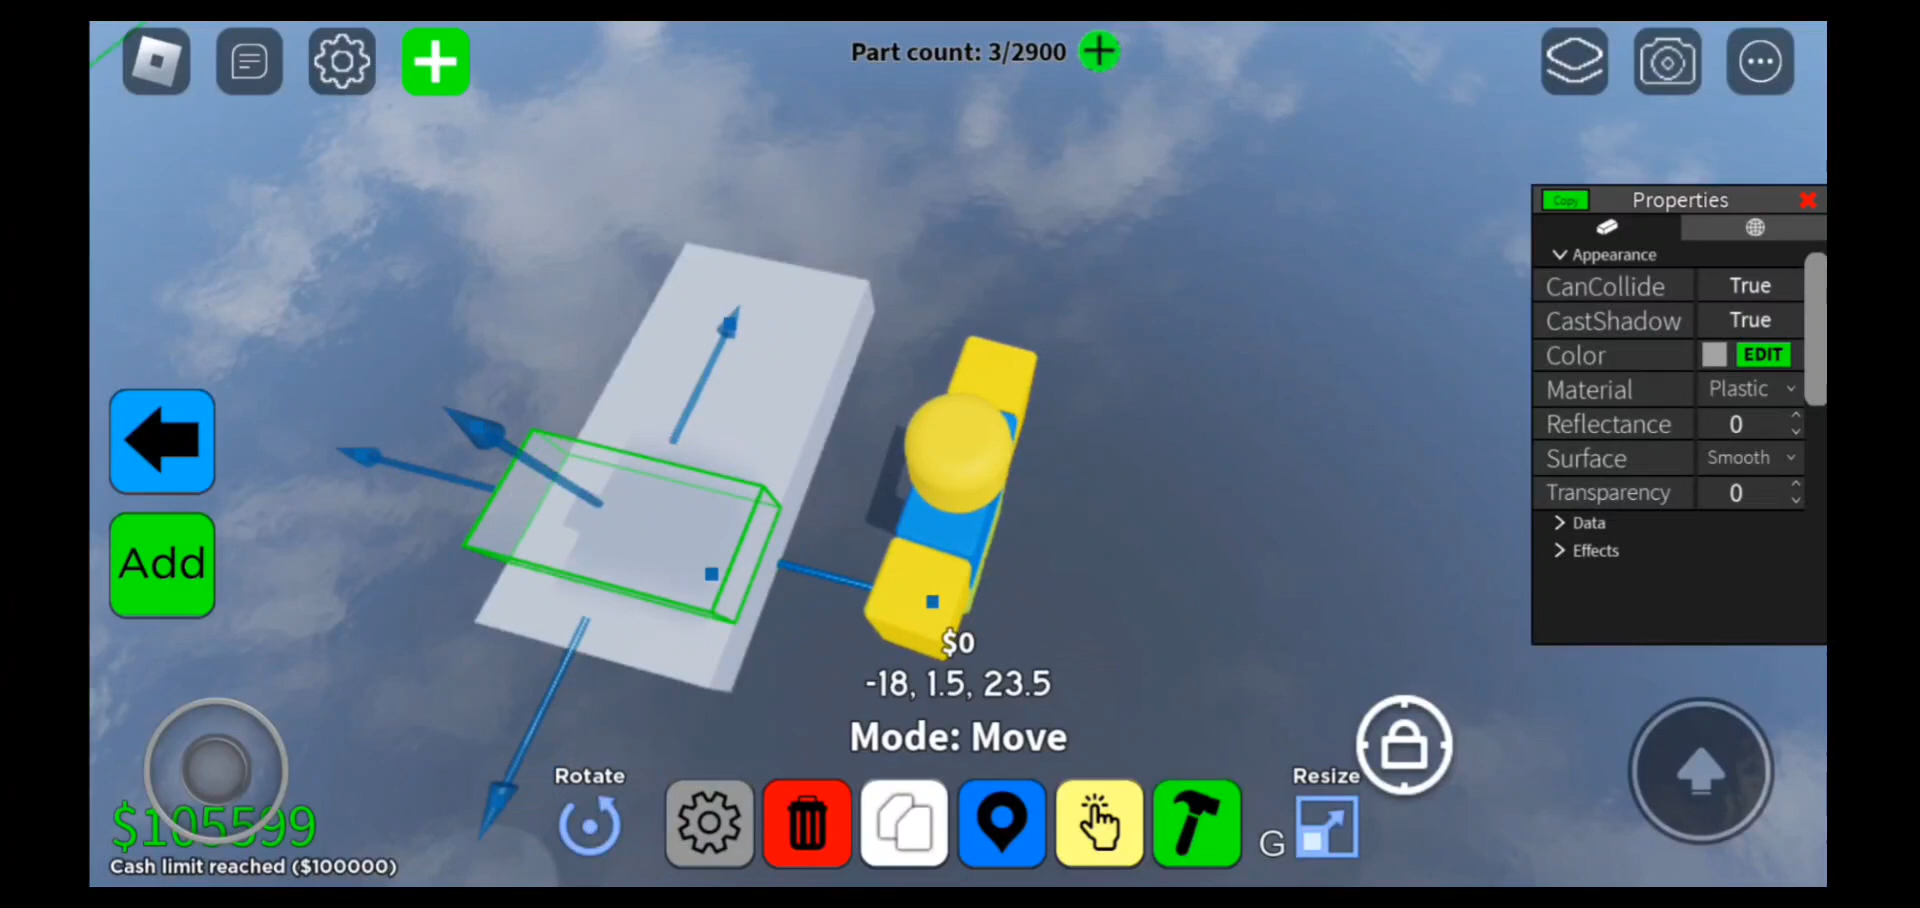 Part count: 3/2900
Copy
Properties
Appearance
CanCollide True
CastShadow True
Color EDIT
Material Plastic
Reflectance 0
Surface Smooth
Transparency 0
Data
Effects
Add
$0
-18, 1.5, 23.5
Mode: Move
Rotate
Resize
G
$105599
Cash limit reached ($100000)